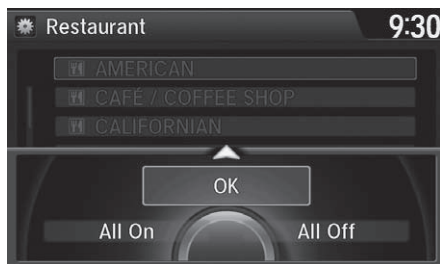 Restaurant 9:30
AMERICAN
CAFÉ / COFFEE SHOP
CALIFORNIAN
OK
All On All Off